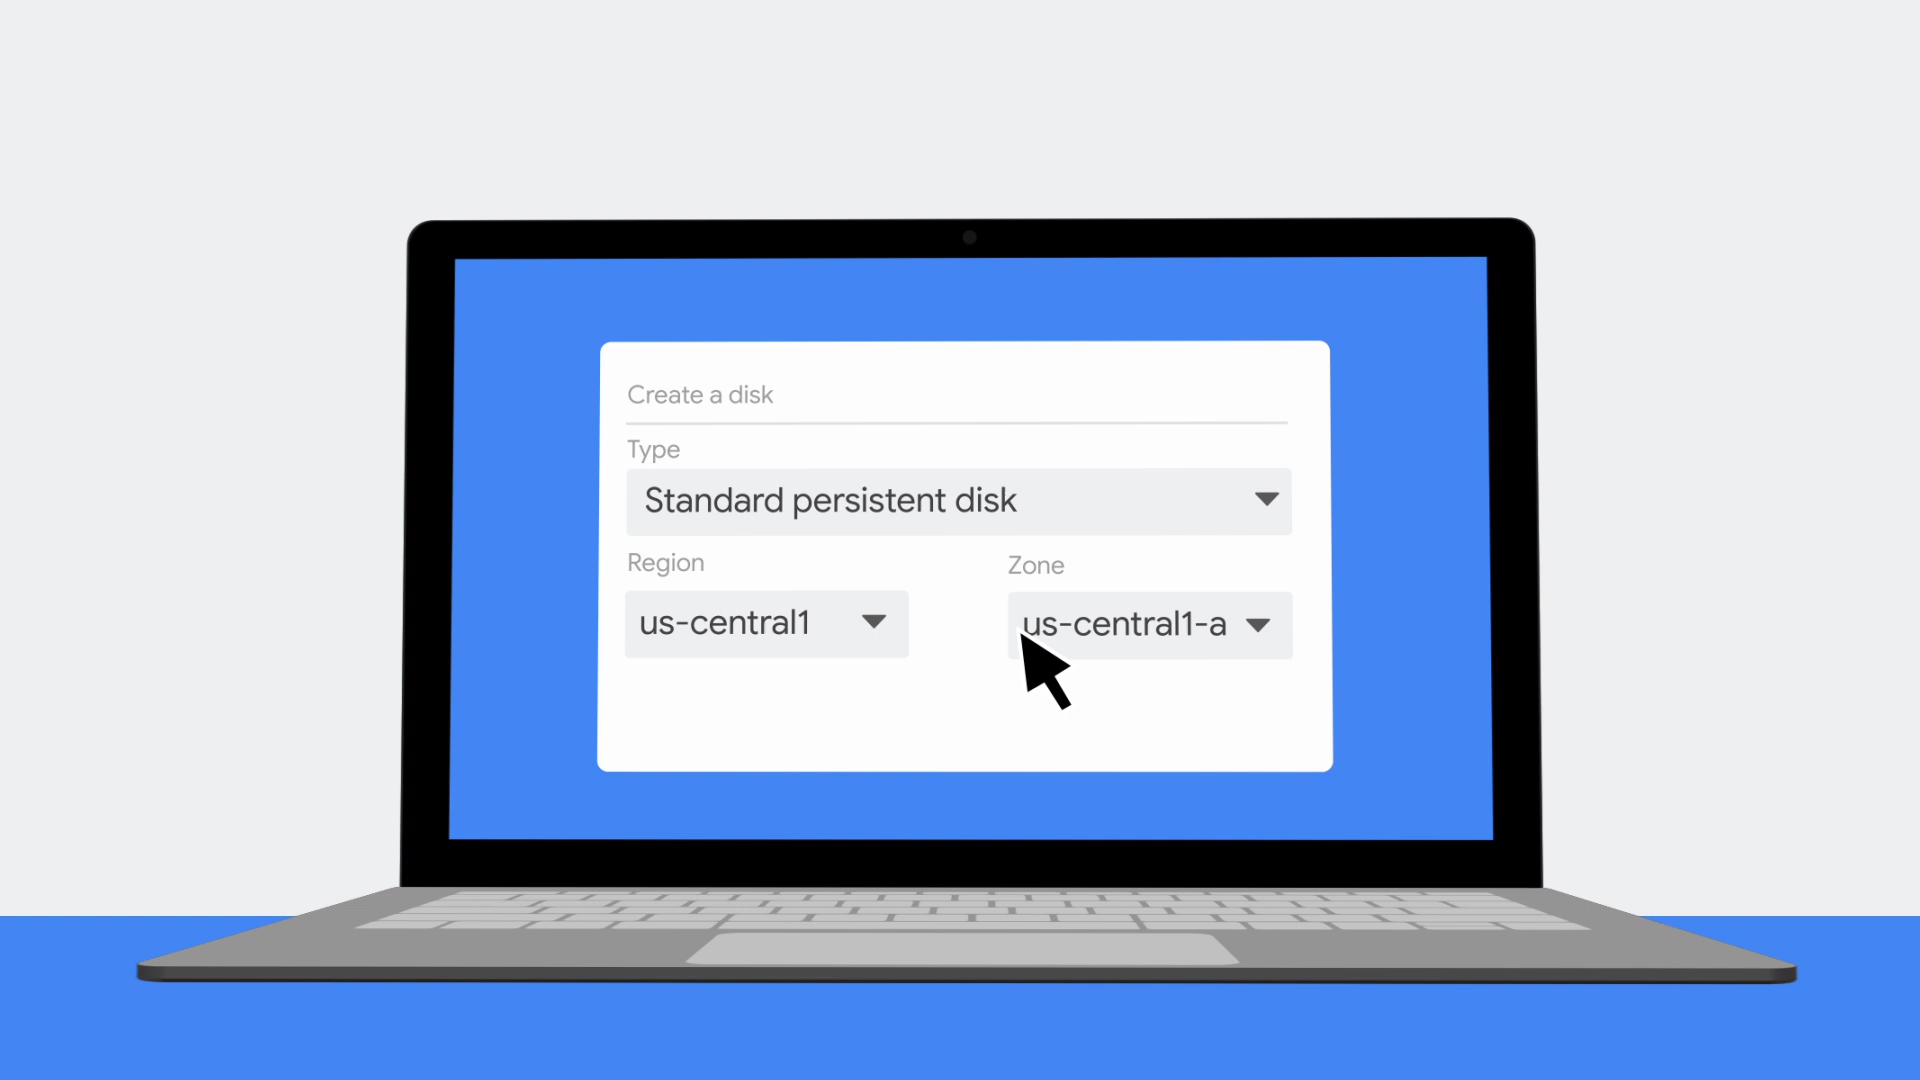 Create a disk
Type
Standard persistent disk
Region
Zone
us-central1
us-central1-a